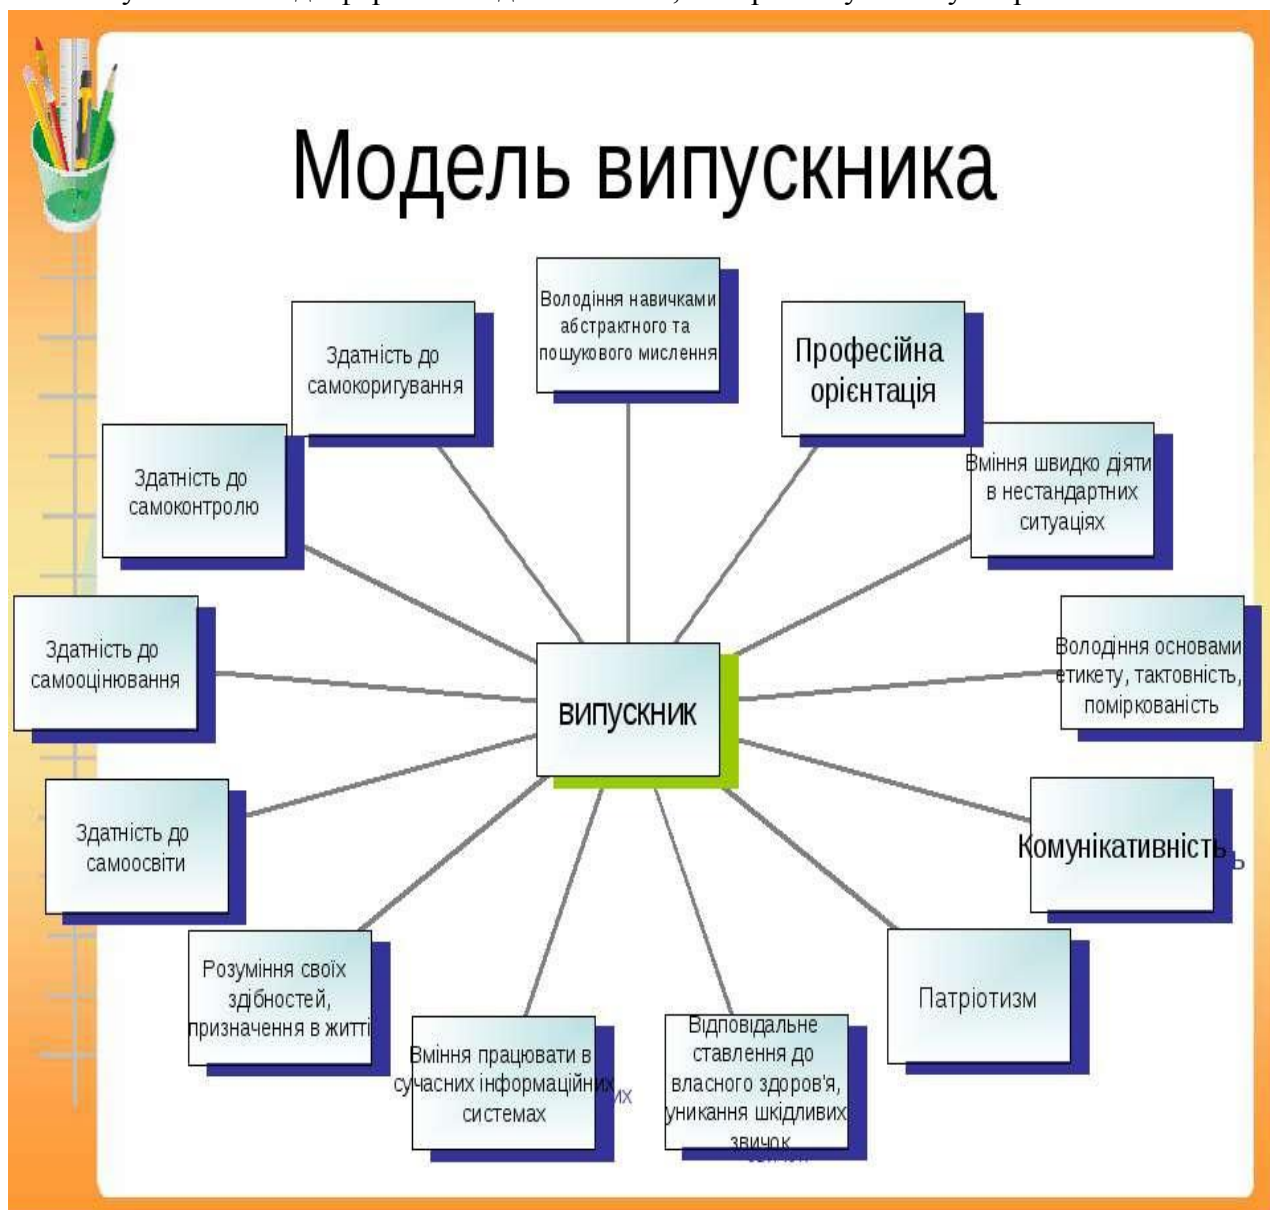 Модель випускника
Володіння навичками
абстрактного та
пошукового мислення
Професійна
орієнтація
Вміння швидко діяти
в нестандартних
ситуаціях
Володіння основами
етикету, тактовність,
поміркованість
Комунікативність
Патріотизм
Відповідальне
ставлення до
власного здоров'я,
уникання шкідливих
звичок
Вміння працювати в
сучасних інформаційних
системах
Розуміння своїх
здібностей,
призначення в житті
Здатність до
самоосвіти
Здатність до
самооцінювання
Здатність до
самоконтролю
Здатність до
самокоригування
випускник